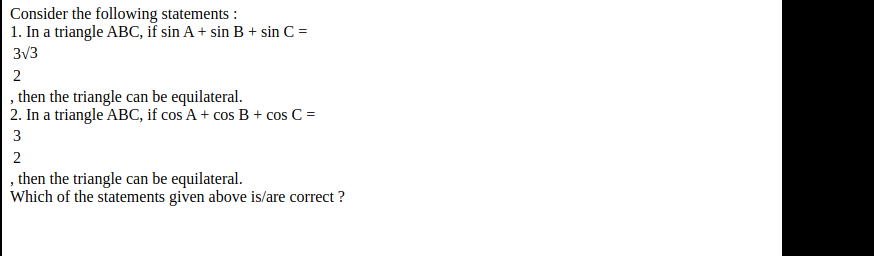 Consider the following statements :
1. In a triangle ABC, if sin A + sin B + sin C =
3√3
2
, then the triangle can be equilateral.
2. In a triangle ABC, if cos A + cos B + cos C =
3
2
, then the triangle can be equilateral.
Which of the statements given above is/are correct ?